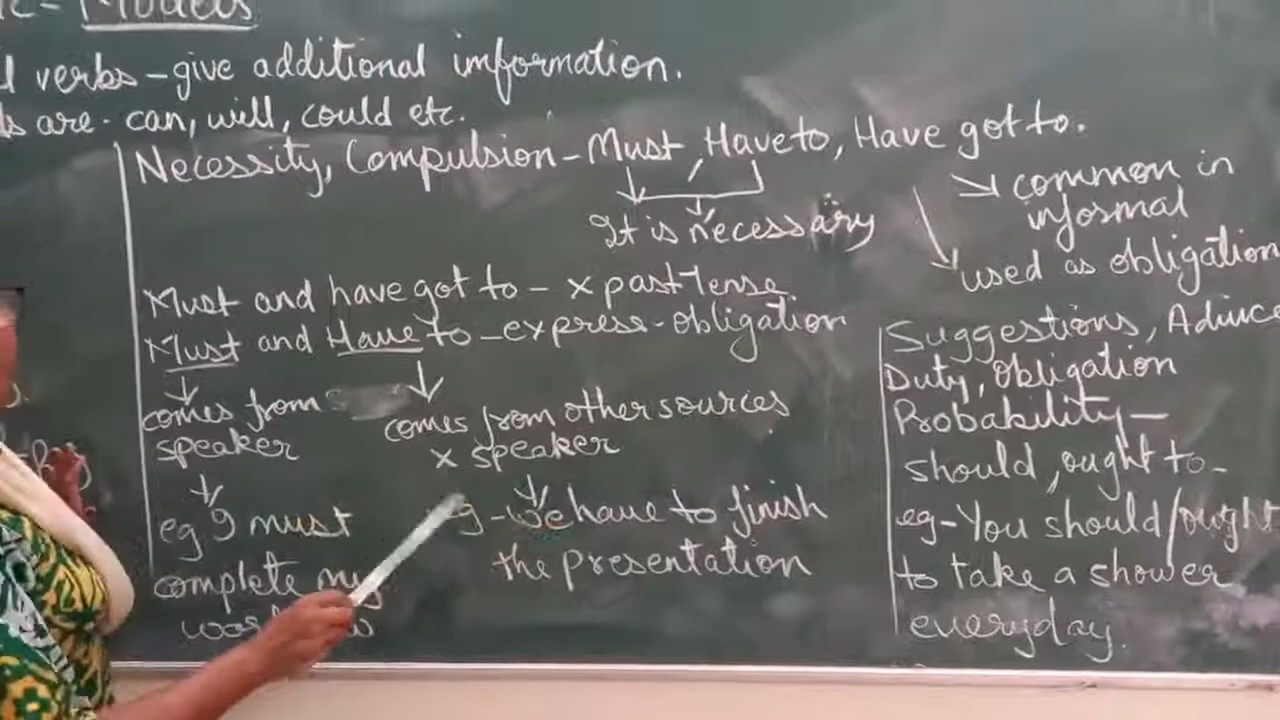 Modals
verbs - give additional information.
are - can, will, could etc.
Necessity, Compulsion - Must, Have to, Have got to.
It is necessary
→ common in
informal
used as obligation
Must and have got to - x past tense
Must and Have to - express - obligation
comes from
speaker
eg I must
complete my
comes from other sources
x speaker
eg - we have to finish
the presentation
Suggestions, Advice
Duty, Obligation
Probability -
should, ought to -
eg - You should/ought
to take a shower
everyday.